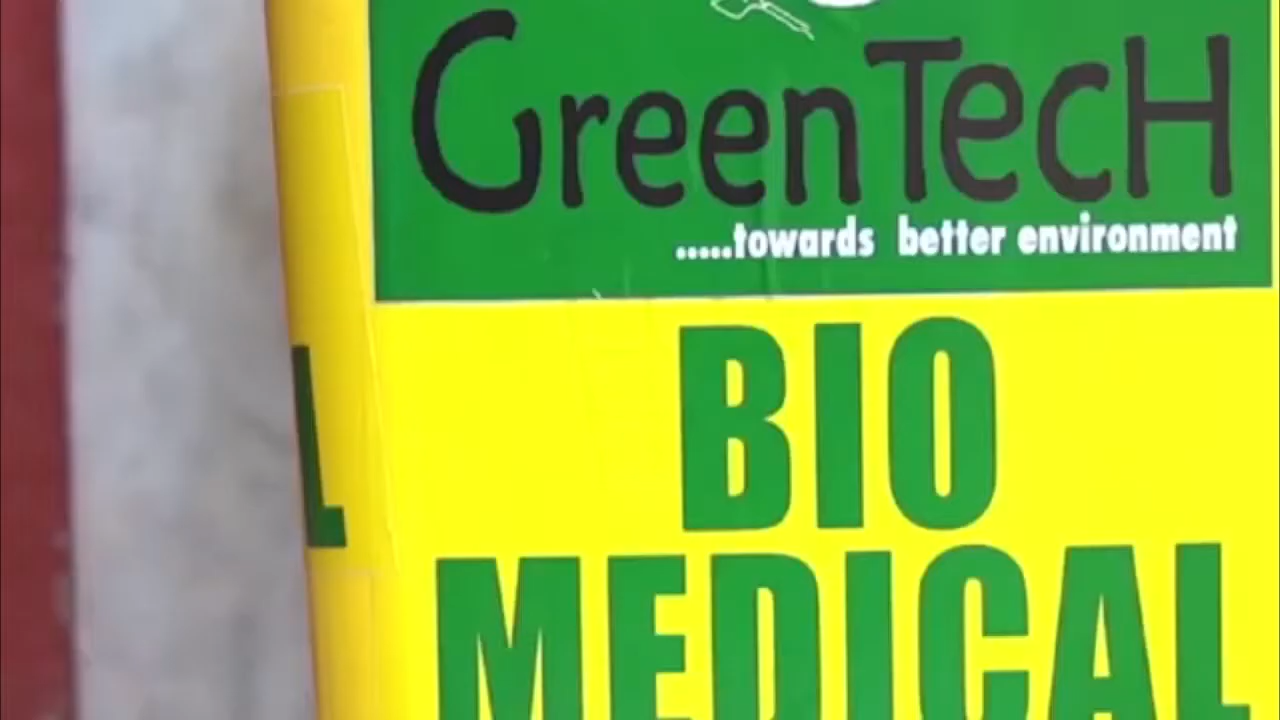 GreenTecH
.....towards better environment
BIO
MEDICAL
L